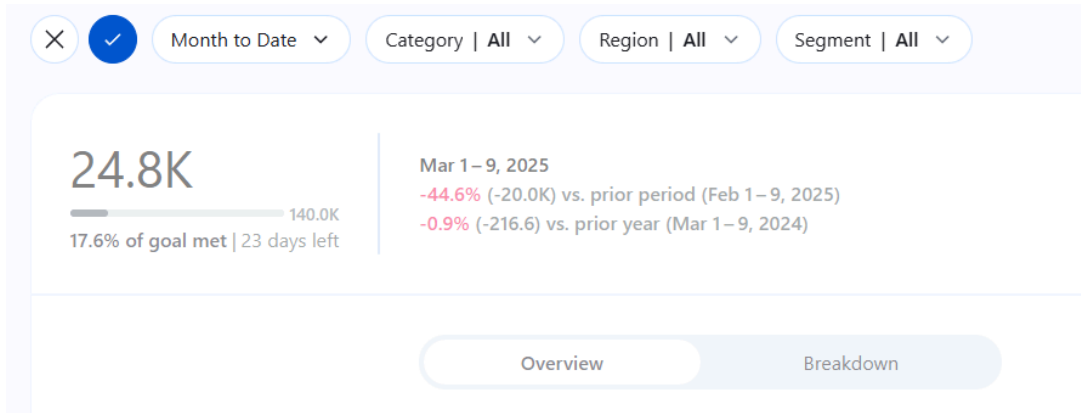 Month to Date
Category | All
Region | All
Segment | All
24.8K
140.0K
17.6% of goal met | 23 days left
Mar 1 – 9, 2025
-44.6% (-20.0K) vs. prior period (Feb 1 – 9, 2025)
-0.9% (-216.6) vs. prior year (Mar 1 – 9, 2024)
Overview
Breakdown